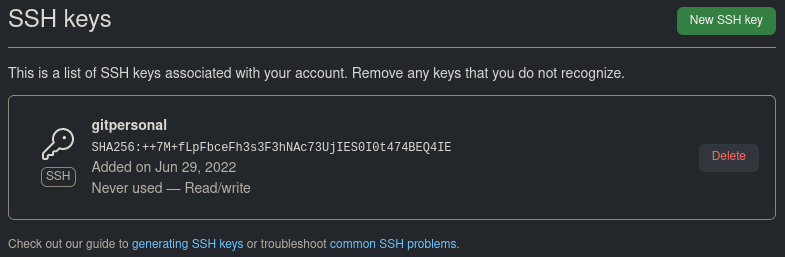 SSH keys
New SSH key
This is a list of SSH keys associated with your account. Remove any keys that you do not recognize.
gitpersonal
SHA256:++7M+fLpFbceFh3s3F3hNAc73UjIES0I0t474BEQ4IE
Added on Jun 29, 2022
Never used — Read/write
SSH
Delete
Check out our guide to generating SSH keys or troubleshoot common SSH problems.